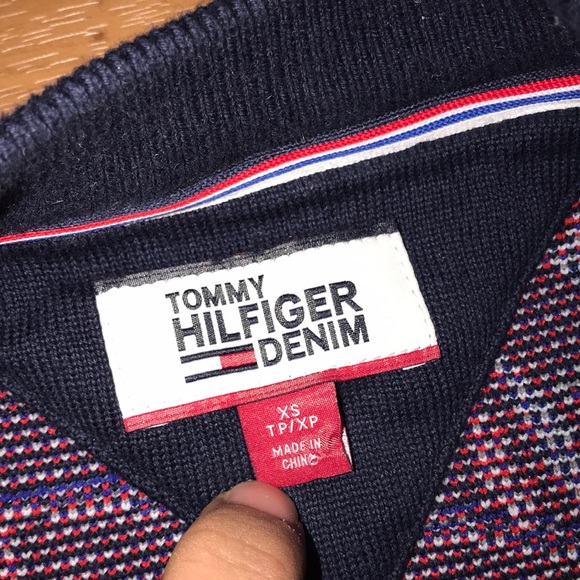 TOMMY
HILFIGER
DENIM
XS
TP/XP
MADE IN
CHINA